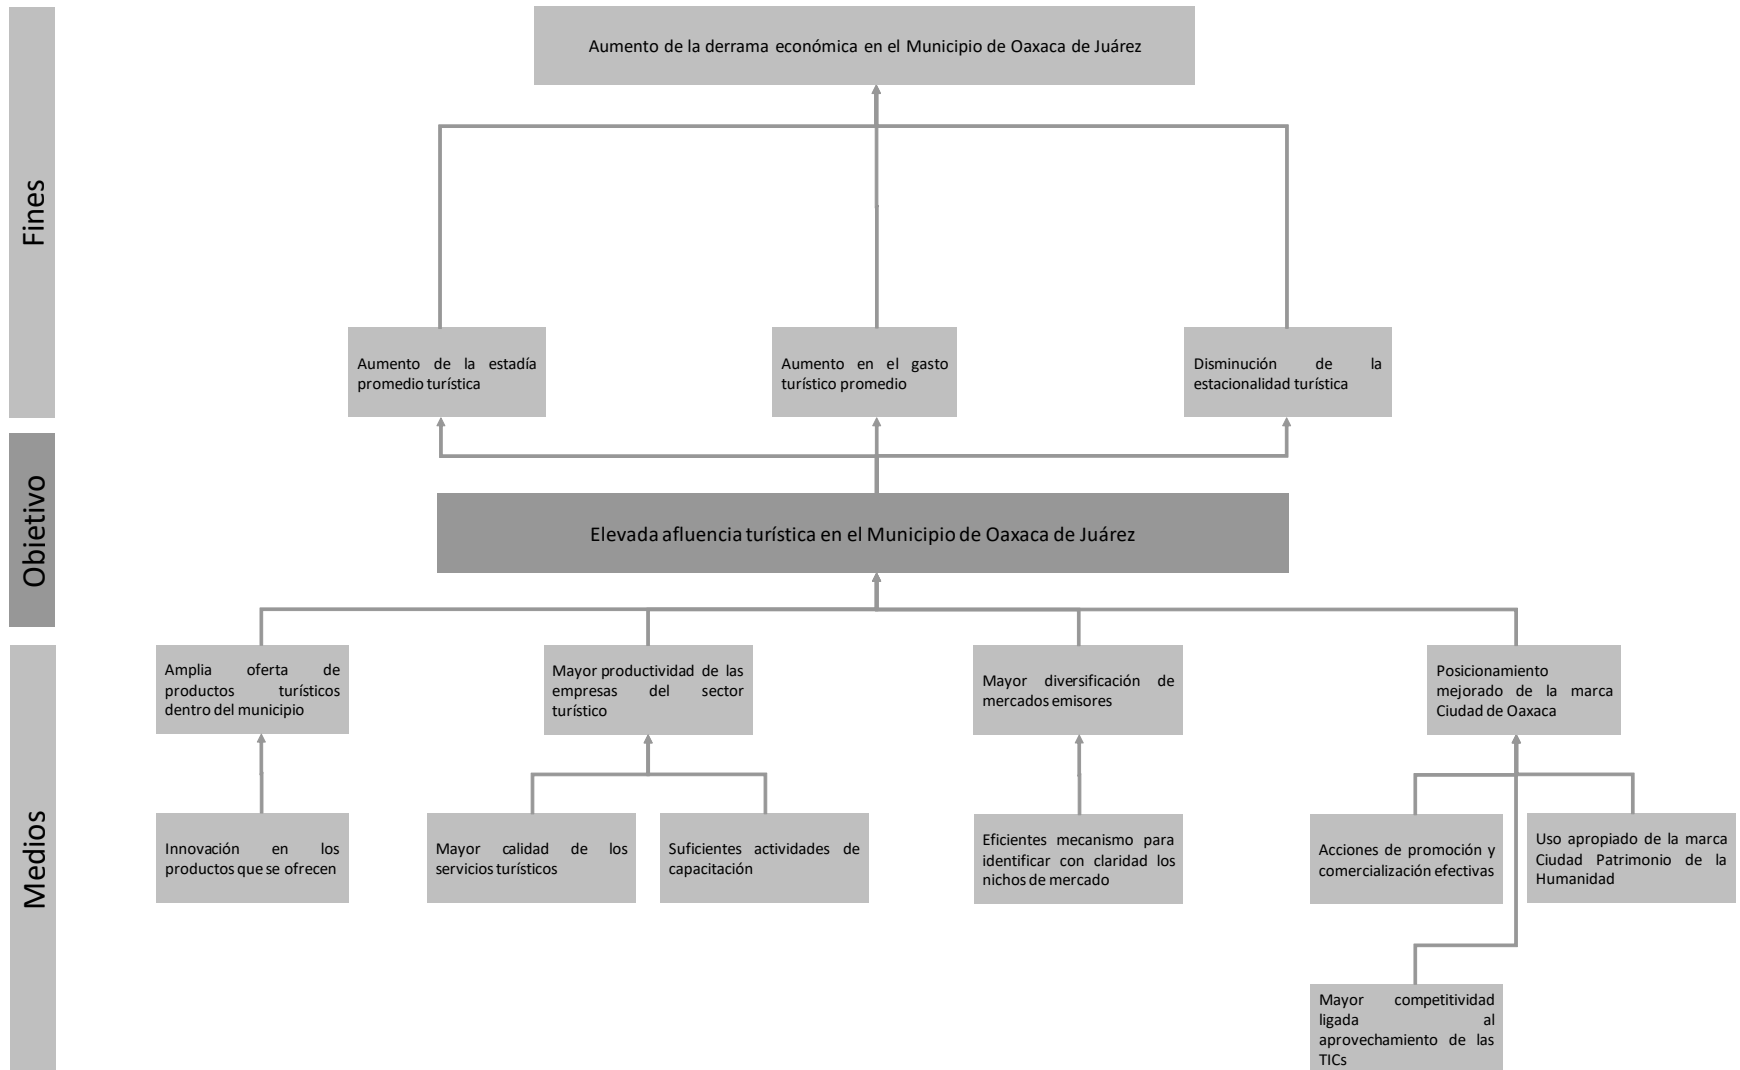 Fines
Aumento de la derrama económica en el Municipio de Oaxaca de Juárez
Aumento de la estadía
promedio turística
Aumento en el gasto
turístico promedio
Disminución de la
estacionalidad turística
Objetivo
Elevada afluencia turística en el Municipio de Oaxaca de Juárez
Medios
Amplia oferta de
productos turísticos
dentro del municipio
Mayor productividad de las
empresas del sector
turístico
Mayor diversificación de
mercados emisores
Posicionamiento
mejorado de la marca
Ciudad de Oaxaca
Innovación en los
productos que se ofrecen
Mayor calidad de los
servicios turísticos
Suficientes actividades de
capacitación
Eficientes mecanismo para
identificar con claridad los
nichos de mercado
Acciones de promoción y
comercialización efectivas
Uso apropiado de la marca
Ciudad Patrimonio de la
Humanidad
Mayor competitividad
ligada al
aprovechamiento de las
TICs